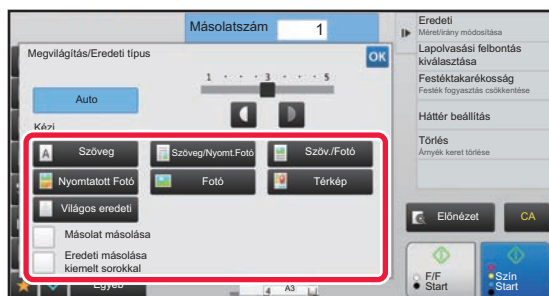 Másolatszám
1
Megvilágítás/Eredeti típus
OK
1 · · · 3 · · · 5
Auto
Kézi
Szöveg
Szöveg/Nyomt.Fotó
Szöv./Fotó
Nyomtatott Fotó
Fotó
Térkép
Világos eredeti
Másolat másolása
Eredeti másolása
kiemelt sorokkal
Egyéb
4
A3
Eredeti
Méret/irány módosítása
Lapolvasási felbontás
kiválasztása
Festéktakarékosság
Festék fogyasztás csökkentése
Háttér beállítás
Törlés
Árnyék keret törlése
Előnézet
CA
F/F
Start
Szín
Start